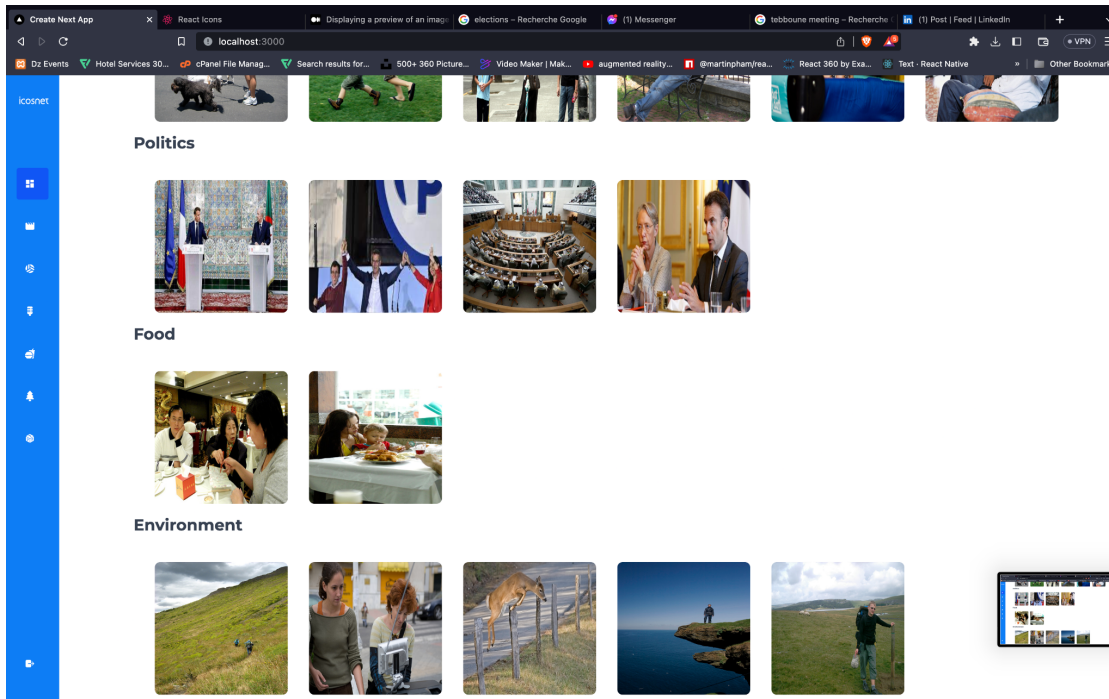 Create Next App
React Icons
Displaying a preview of an image
elections – Recherche Google
(1) Messenger
tebboune meeting – Recherche
(1) Post | Feed | LinkedIn
localhost:3000
VPN
Dz Events
Hotel Services 30...
cPanel File Manag...
Search results for...
500+ 360 Picture...
Video Maker | Mak...
augmented reality...
@martinpham/rea...
React 360 by Exa...
Text · React Native
»
Other Bookmark
icosnet
Politics
Food
Environment